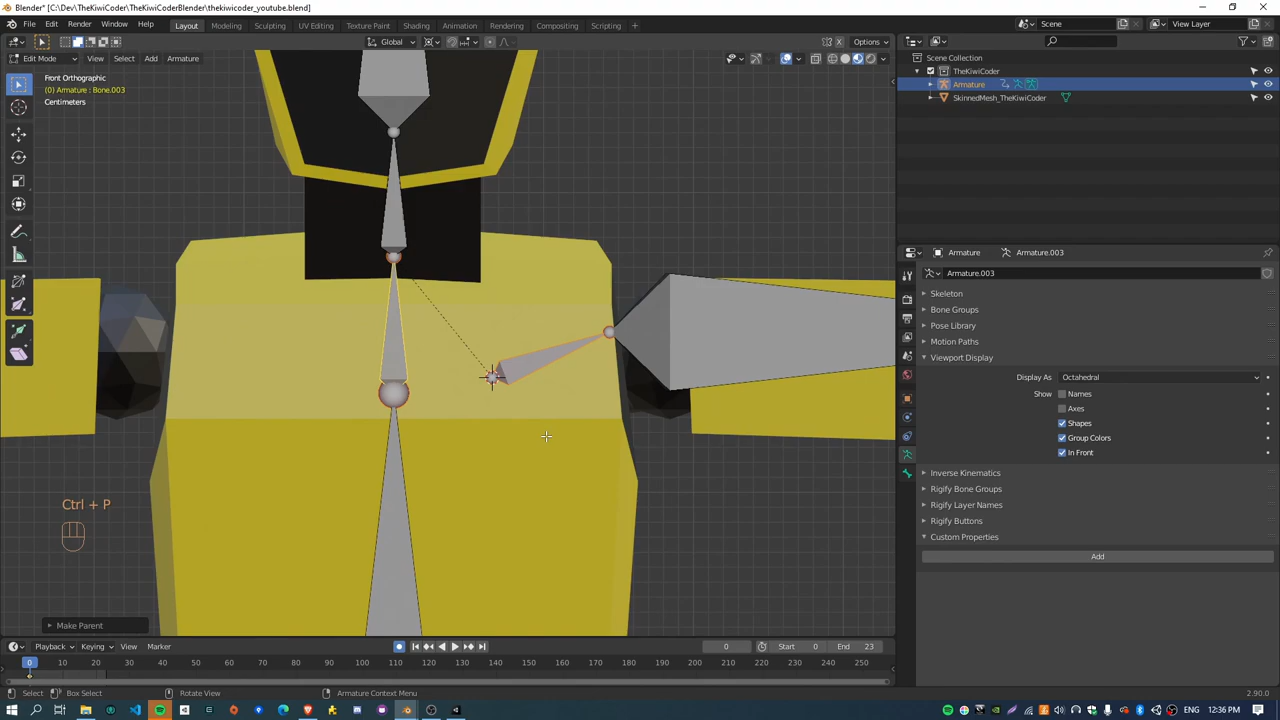 Blender* [C:\TheKiwiCoderBlender\thekiwicoder_youtube.blend]
File Edit Render Window Help Layout Modeling Sculpting UV Editing Texture Paint Shading Animation Rendering Compositing Scripting + Scene View Layer
Global Options
Edit Mode View Select Add Armature
Front Orthographic
(0) Armature : Bone.003
Centimeters
Scene Collection
TheKiwiCoder
Armature
SkinnedMesh_TheKiwiCoder
Armature Armature.003
Armature.003
Skeleton
Bone Groups
Pose Library
Motion Paths
Viewport Display
Display As Octahedral
Show Names
Axes
Shapes
Group Colors
In Front
Inverse Kinematics
Rigify Bone Groups
Rigify Layer Names
Rigify Buttons
Custom Properties
Add
Ctrl + P
Make Parent
Playback Keying View Marker 0 Start 0 End 23
0 10 20 30 40 50 60 70 80 90 100 110 120 130 140 150 160 170 180 190 200 210 220 230 240 250 260
Select Box Select Rotate View Armature Context Menu 2.90.0
ENG 12:36 PM